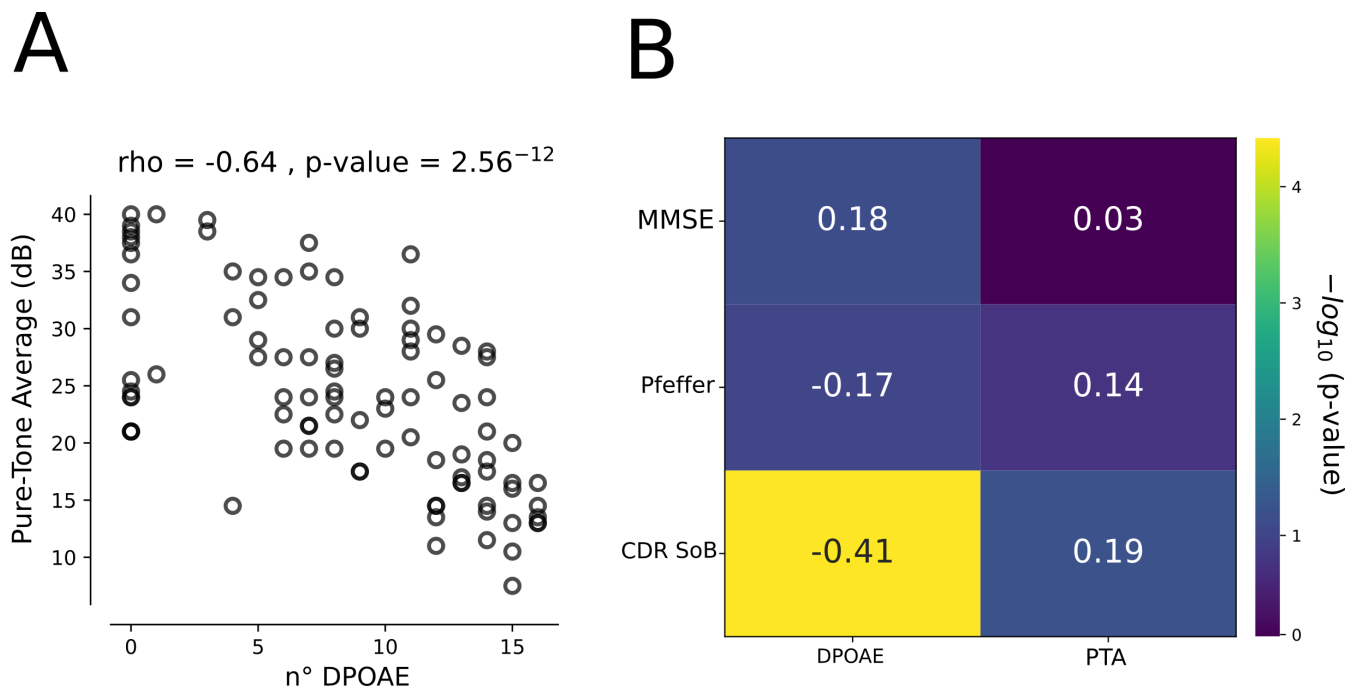 A
rho = -0.64 , p-value = 2.56⁻¹²
Pure-Tone Average (dB)
40
35
30
25
20
15
10
0 5 10 15
n° DPOAE
B
MMSE 0.18 0.03
Pfeffer -0.17 0.14
CDR SoB -0.41 0.19
DPOAE PTA
4
3
2
1
0
−log₁₀ (p-value)